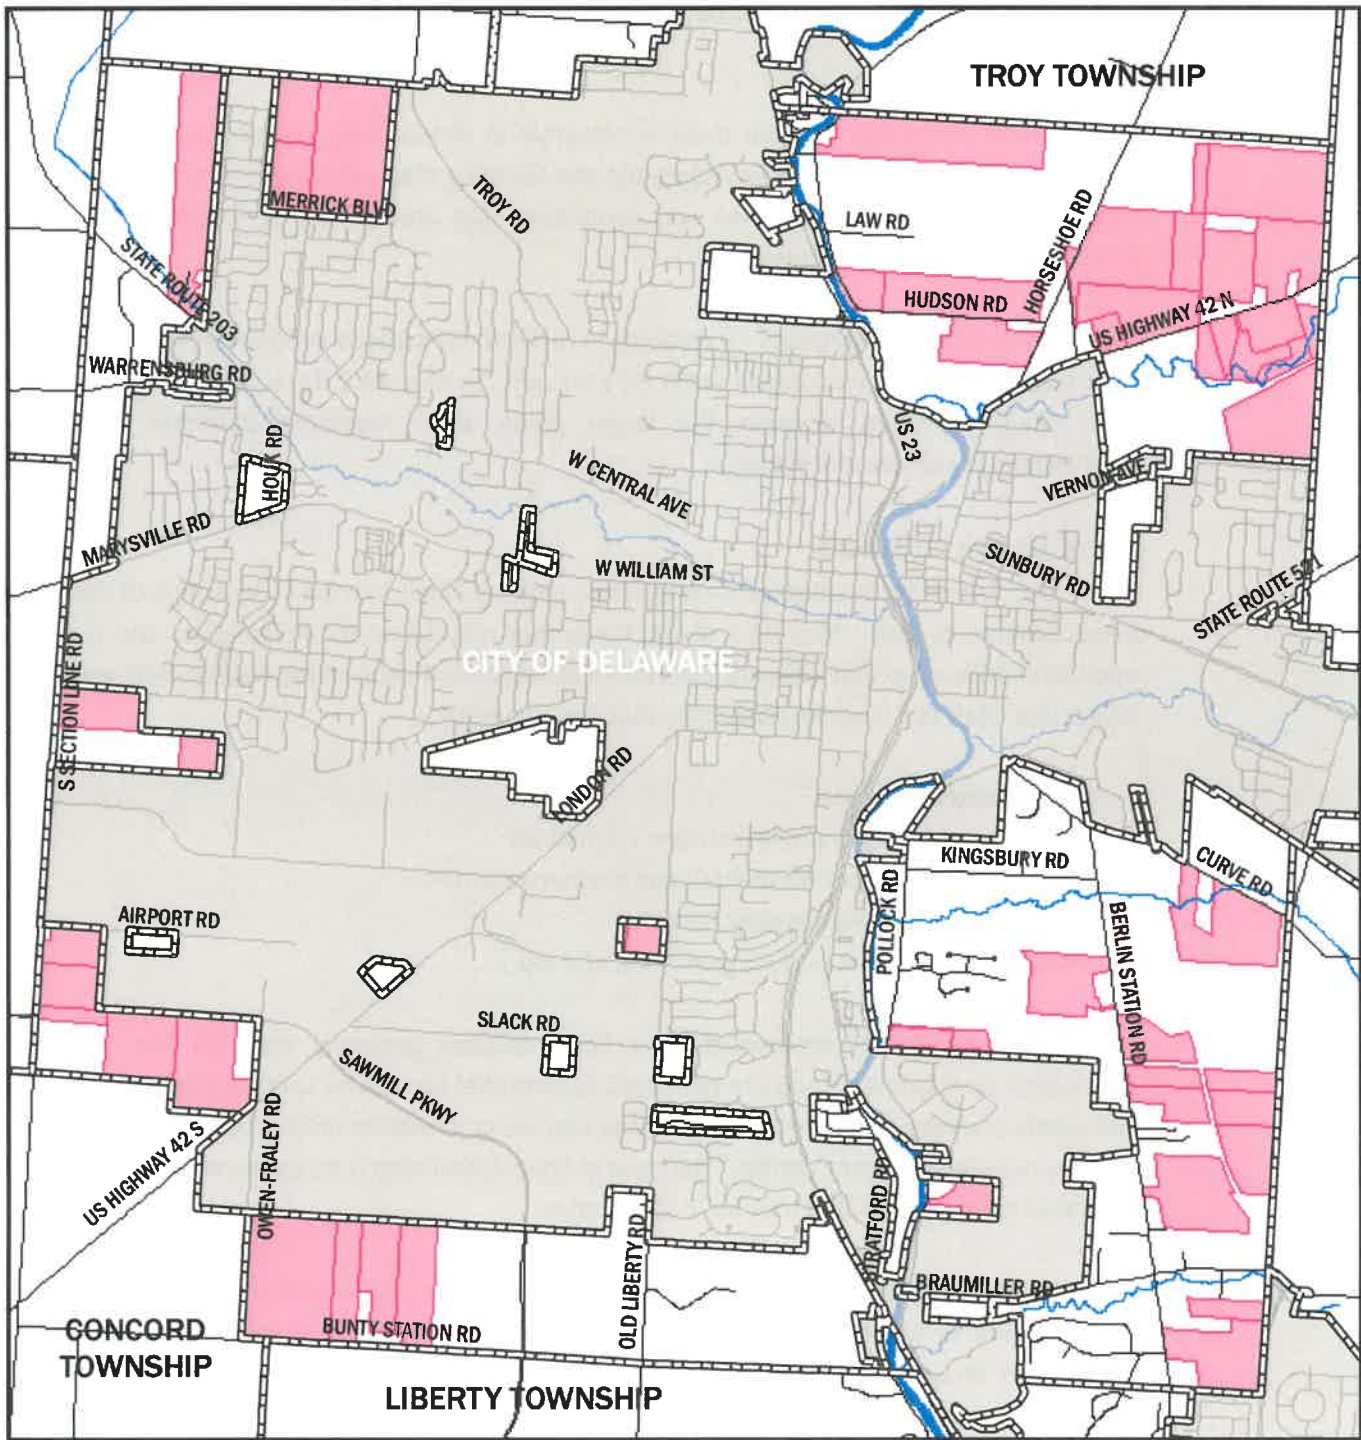 TROY TOWNSHIP
MERRICK BLVD
TROY RD
LAW RD
HORSESHOE RD
STATE ROUTE 203
HUDSON RD
US HIGHWAY 42 N
WARRENSBURG RD
US 23
HOUK RD
W CENTRAL AVE
VERNON AVE
MARYSVILLE RD
W WILLIAM ST
SUNBURY RD
STATE ROUTE 521
CITY OF DELAWARE
S SECTION LINE RD
LONDON RD
KINGSBURY RD
CURVE RD
POLLOCK RD
AIRPORT RD
BERLIN STATION RD
SLACK RD
SAWMILL PKWY
US HIGHWAY 42 S
OWEN-FRALEY RD
STRATFORD RD
OLD LIBERTY RD
BRAUMILLER RD
BUNTY STATION RD
CONCORD
TOWNSHIP
LIBERTY TOWNSHIP